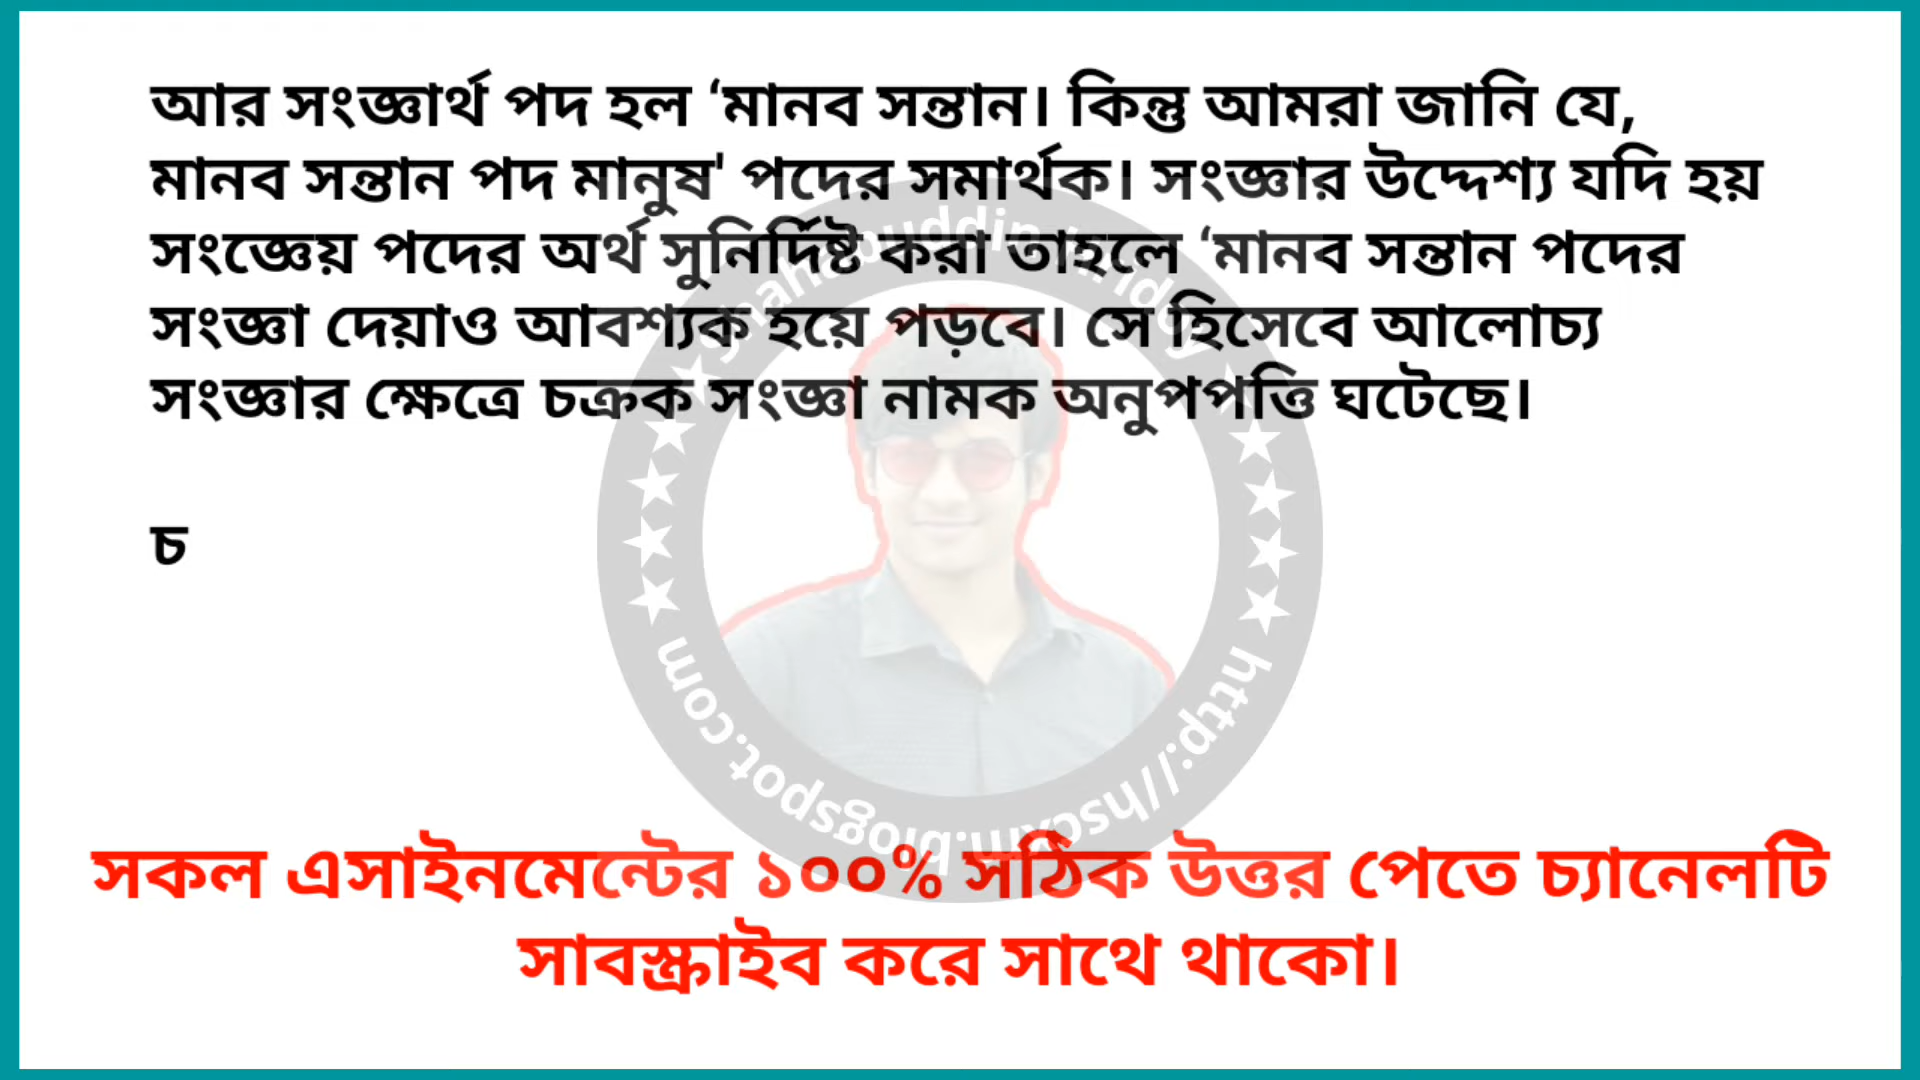 আর সংজ্ঞার্থ পদ হল ‘মানব সন্তান। কিন্তু আমরা জানি যে,
মানব সন্তান পদ মানুষ' পদের সমার্থক। সংজ্ঞার উদ্দেশ্য যদি হয়
সংজ্ঞেয় পদের অর্থ সুনির্দিষ্ট করা তাহলে ‘মানব সন্তান পদের
সংজ্ঞা দেয়াও আবশ্যক হয়ে পড়বে। সে হিসেবে আলোচ্য
সংজ্ঞার ক্ষেত্রে চক্রক সংজ্ঞা নামক অনুপপত্তি ঘটেছে।
চ
সকল এসাইনমেন্টের ১০০% সঠিক উত্তর পেতে চ্যানেলটি
সাবস্ক্রাইব করে সাথে থাকো।